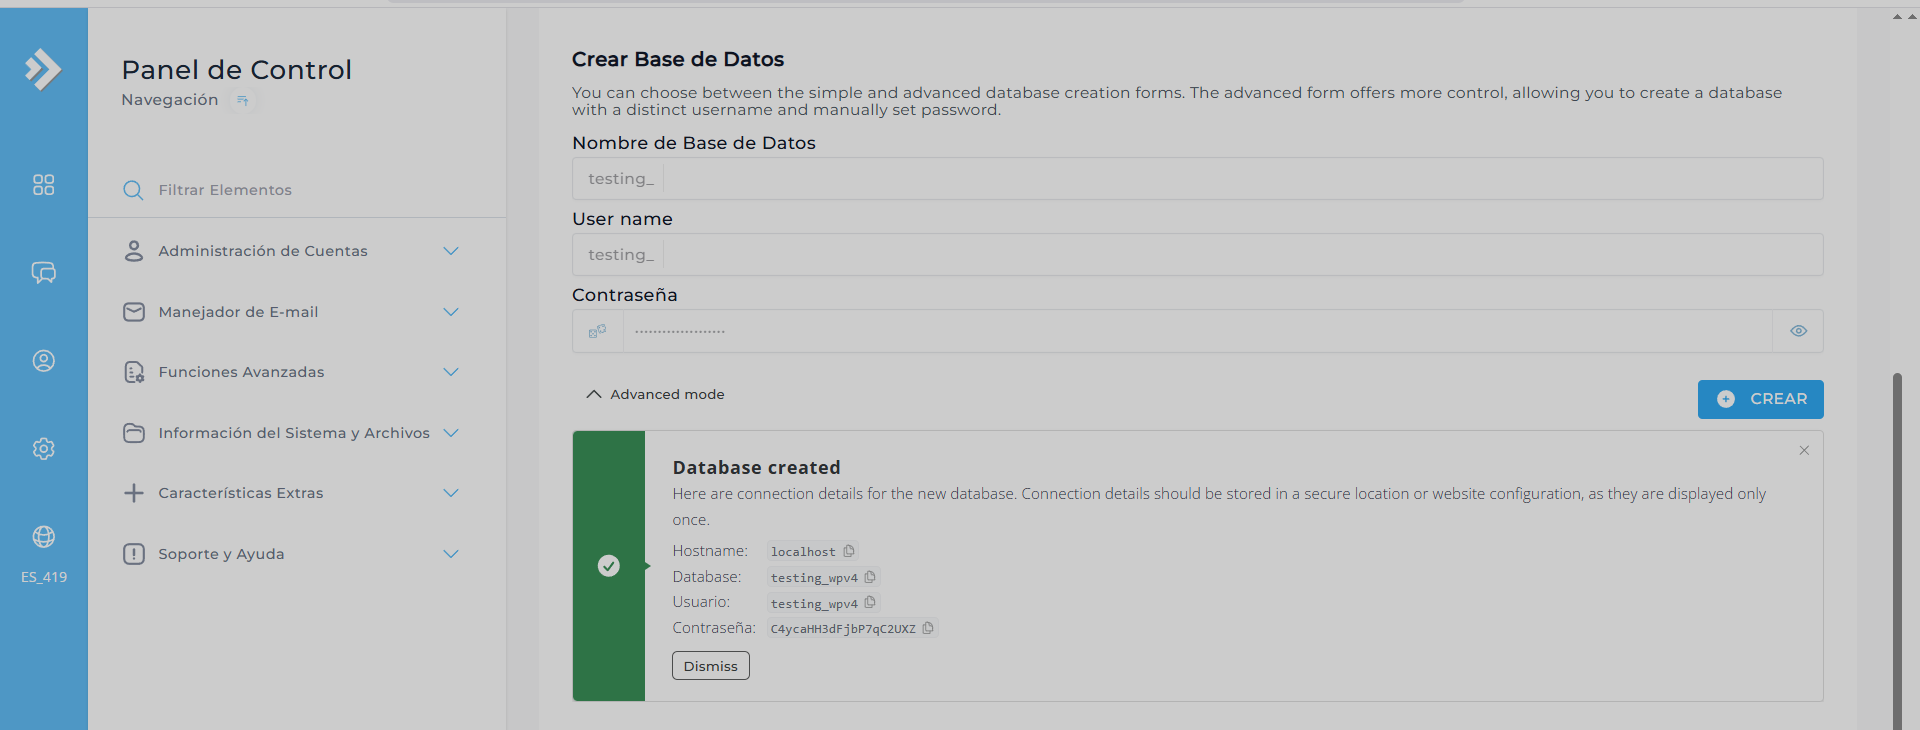 Panel de Control
Navegación
Filtrar Elementos
Administración de Cuentas
Manejador de E-mail
Funciones Avanzadas
Información del Sistema y Archivos
Características Extras
Soporte y Ayuda
ES_419
Crear Base de Datos
You can choose between the simple and advanced database creation forms. The advanced form offers more control, allowing you to create a database
with a distinct username and manually set password.
Nombre de Base de Datos
testing_
User name
testing_
Contraseña
Advanced mode
CREAR
Database created
Here are connection details for the new database. Connection details should be stored in a secure location or website configuration, as they are displayed only
once.
Hostname: localhost
Database: testing_wpv4
Usuario: testing_wpv4
Contraseña: C4ycaHH3dFjbP7qC2UXZ
Dismiss